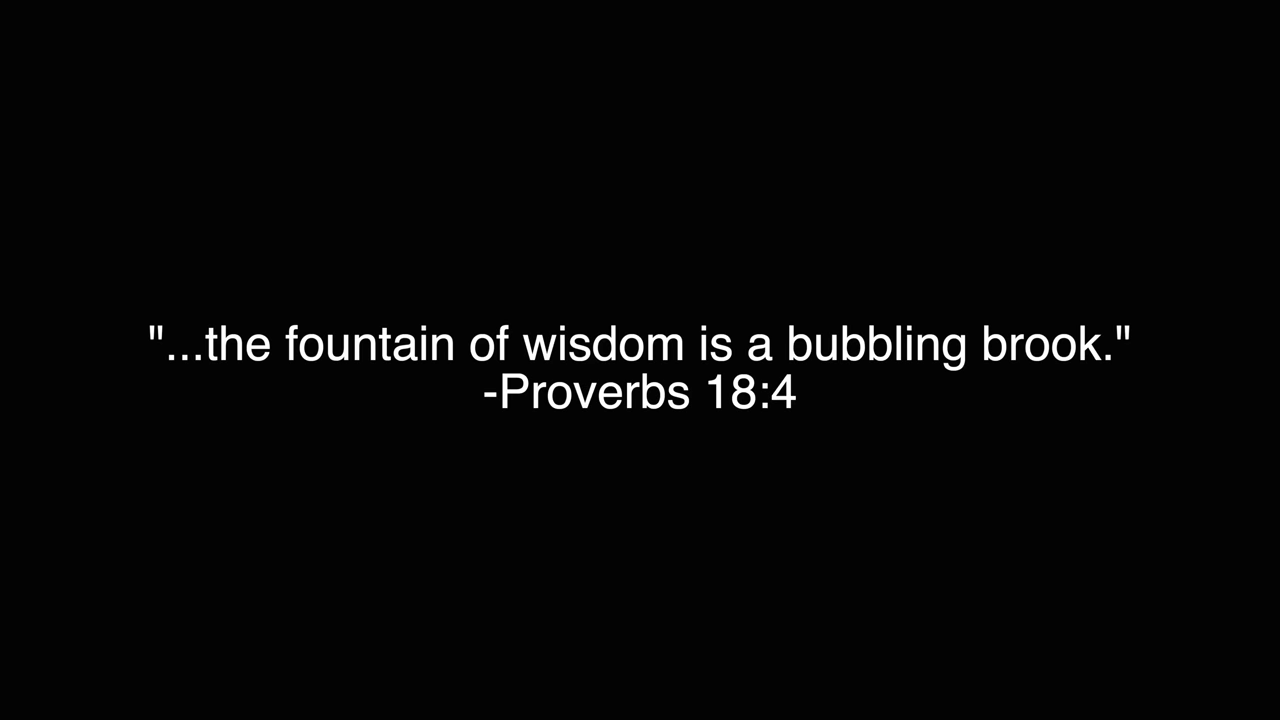 "...the fountain of wisdom is a bubbling brook."
-Proverbs 18:4